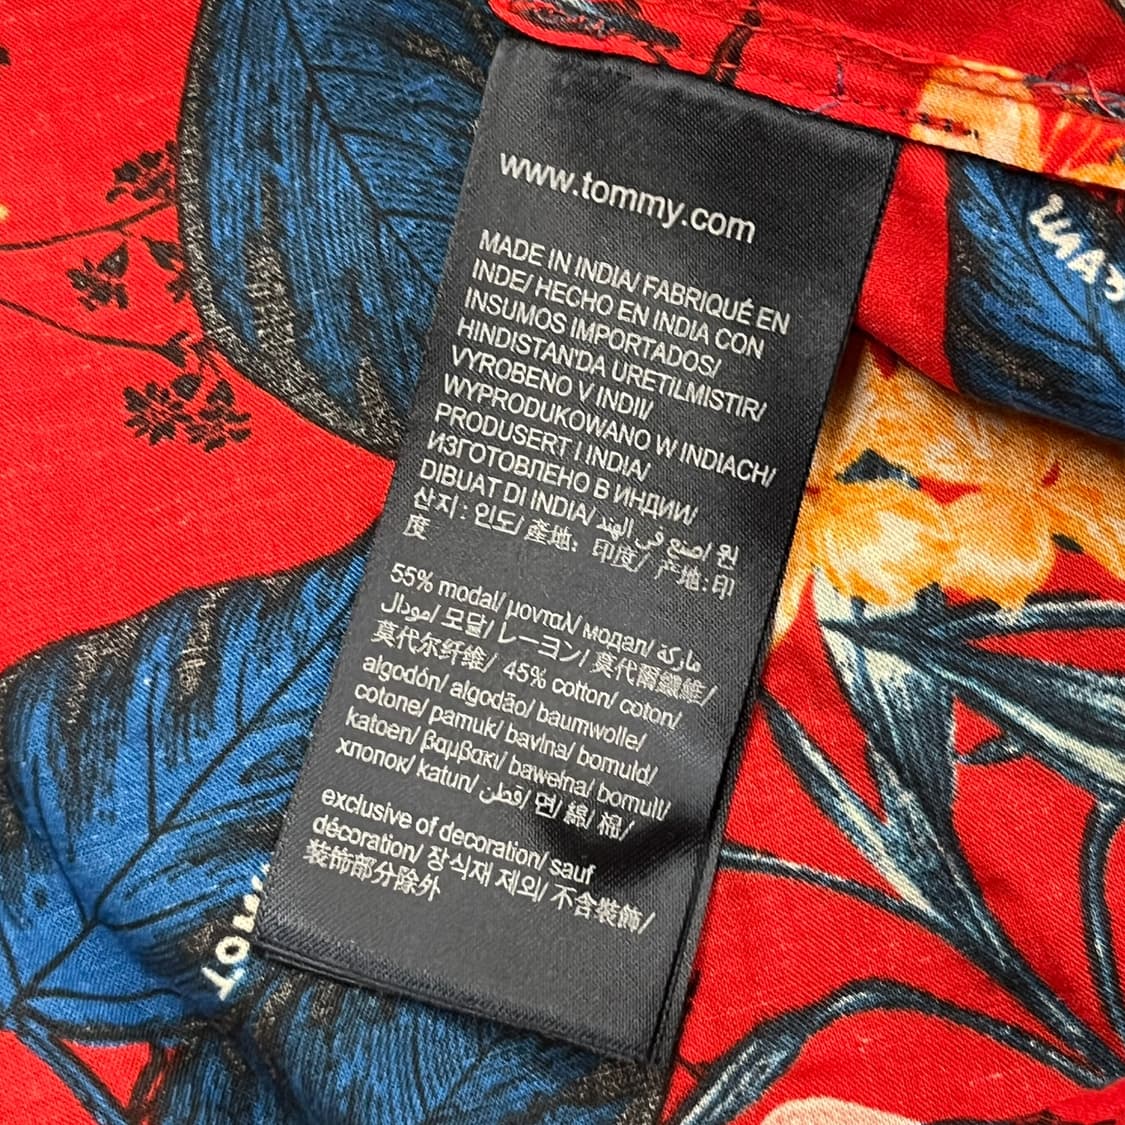 www.tommy.com
MADE IN INDIA/ FABRIQUÉ EN
INDE/ HECHO EN INDIA CON
INSUMOS IMPORTADOS/
HINDISTAN'DA URETILMISTIR/
VYROBENO V INDII/
WYPRODUKOWANO W INDIACH/
PRODUSERT I INDIA/
ИЗГОТОВЛЕНО В ИНДИИ/
DIBUAT DI INDIA/ صنع في الهند/ 원
산지: 인도/ 產地: 印度/ 产地:印
度
55% modal/ μονταλ/ модал/ ماركة
مودال/ 모달/ レーヨン/ 莫代爾纖維/
莫代尔纤维/ 45% cotton/ coton/
algodón/ algodão/ baumwolle/
cotone/ pamuk/ bavlna/ bomuld/
katoen/ βαμβακι/ bawełna/ bomull/
хлопок/ katun/ قطن/ 면/ 綿/ 棉/
exclusive of decoration/ sauf
décoration/ 장식재 제외/ 不含裝飾/
装饰部分除外